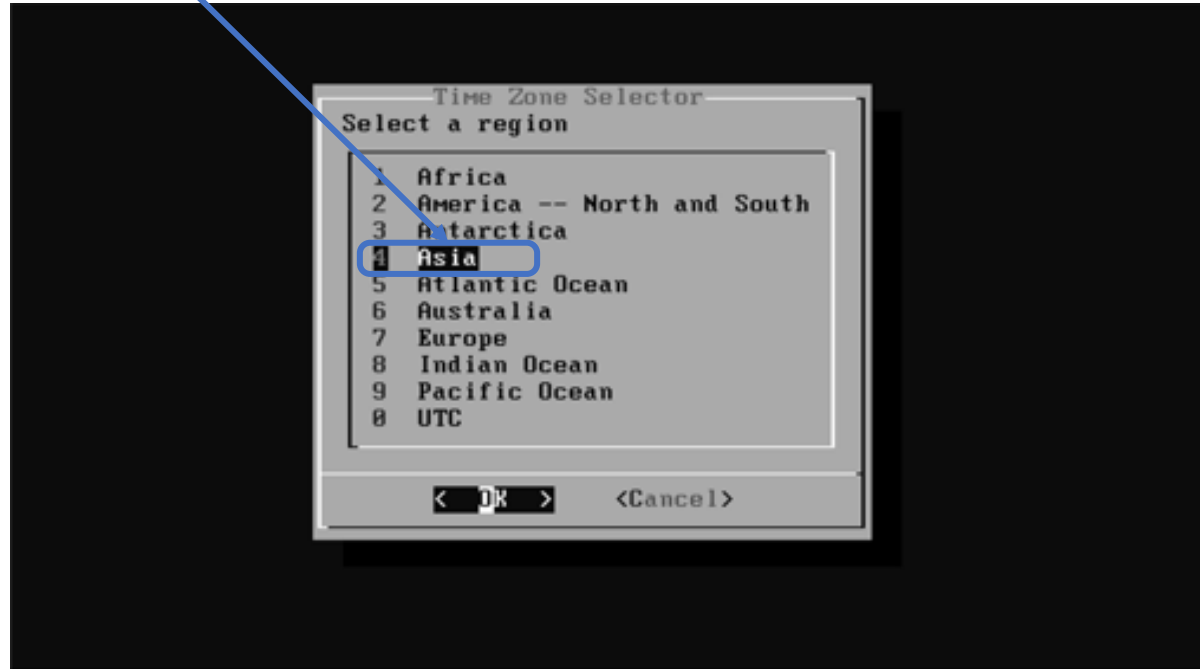 Time Zone Selector
Select a region
1 Africa
2 America -- North and South
3 Antarctica
4 Asia
5 Atlantic Ocean
6 Australia
7 Europe
8 Indian Ocean
9 Pacific Ocean
0 UTC
< OK > <Cancel>